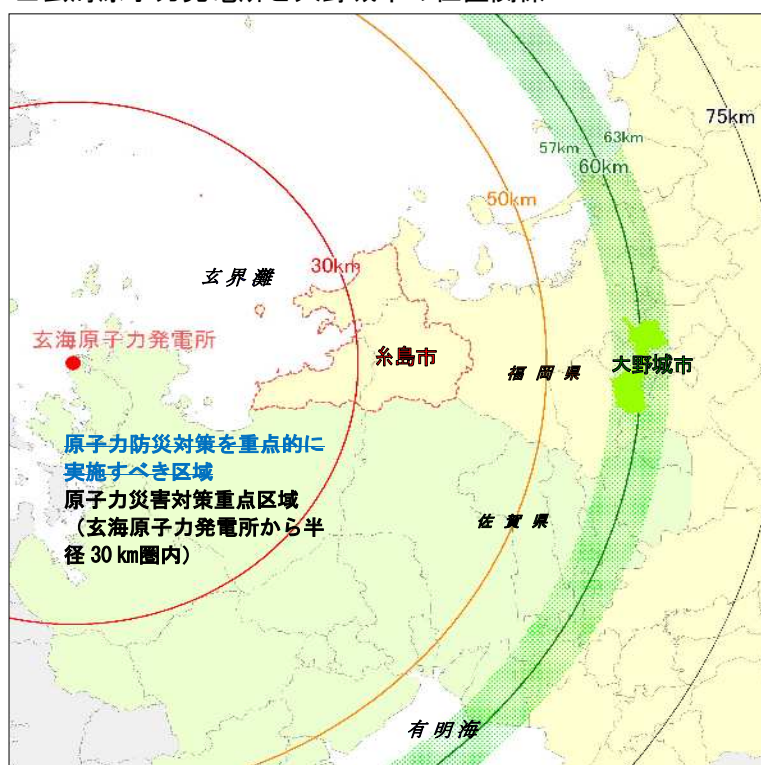 75km
63km
57km
60km
50km
玄界灘
30km
玄海原子力発電所
糸島市
福岡県
大野城市
原子力防災対策を重点的に
実施すべき区域
原子力災害対策重点区域
（玄海原子力発電所から半
径30㎞圏内）
佐賀県
有明海